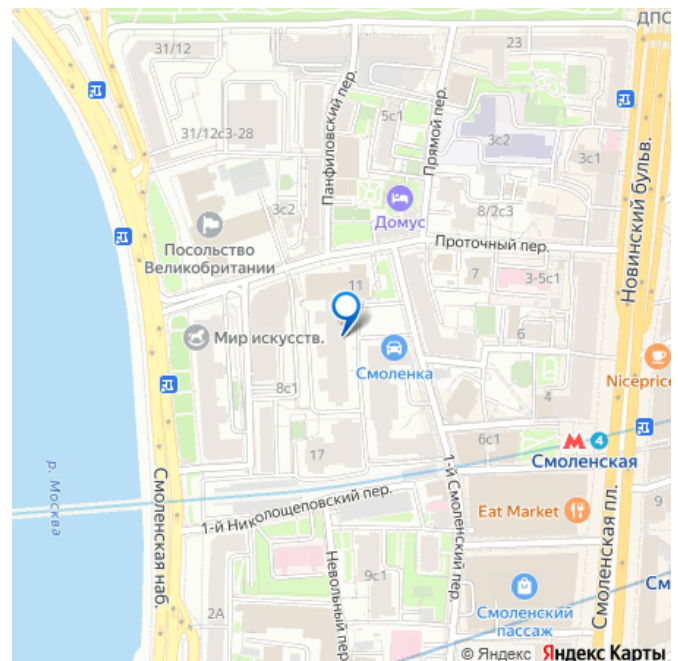 ДПС
31/12
23
Панфиловский пер.
5с1
Прямой пер.
31/12с3-28
3с2
3с1
Новинский бульв.
3с2
Домус
8/2с3
Посольство
Великобритании
Проточный пер.
7
3-5с1
11
Мир искусств.
Смоленка
6
8с1
4
Niceprice
6с1
4
Смоленская
17
р. Москва
Смоленская наб.
1-й Николощеповский пер.
1-й Смоленский пер.
Eat Market
9
Смоленская пл.
Невольный пер.
9с1
2А
Смоленский
пассаж
См
© Яндекс Яндекс Карты